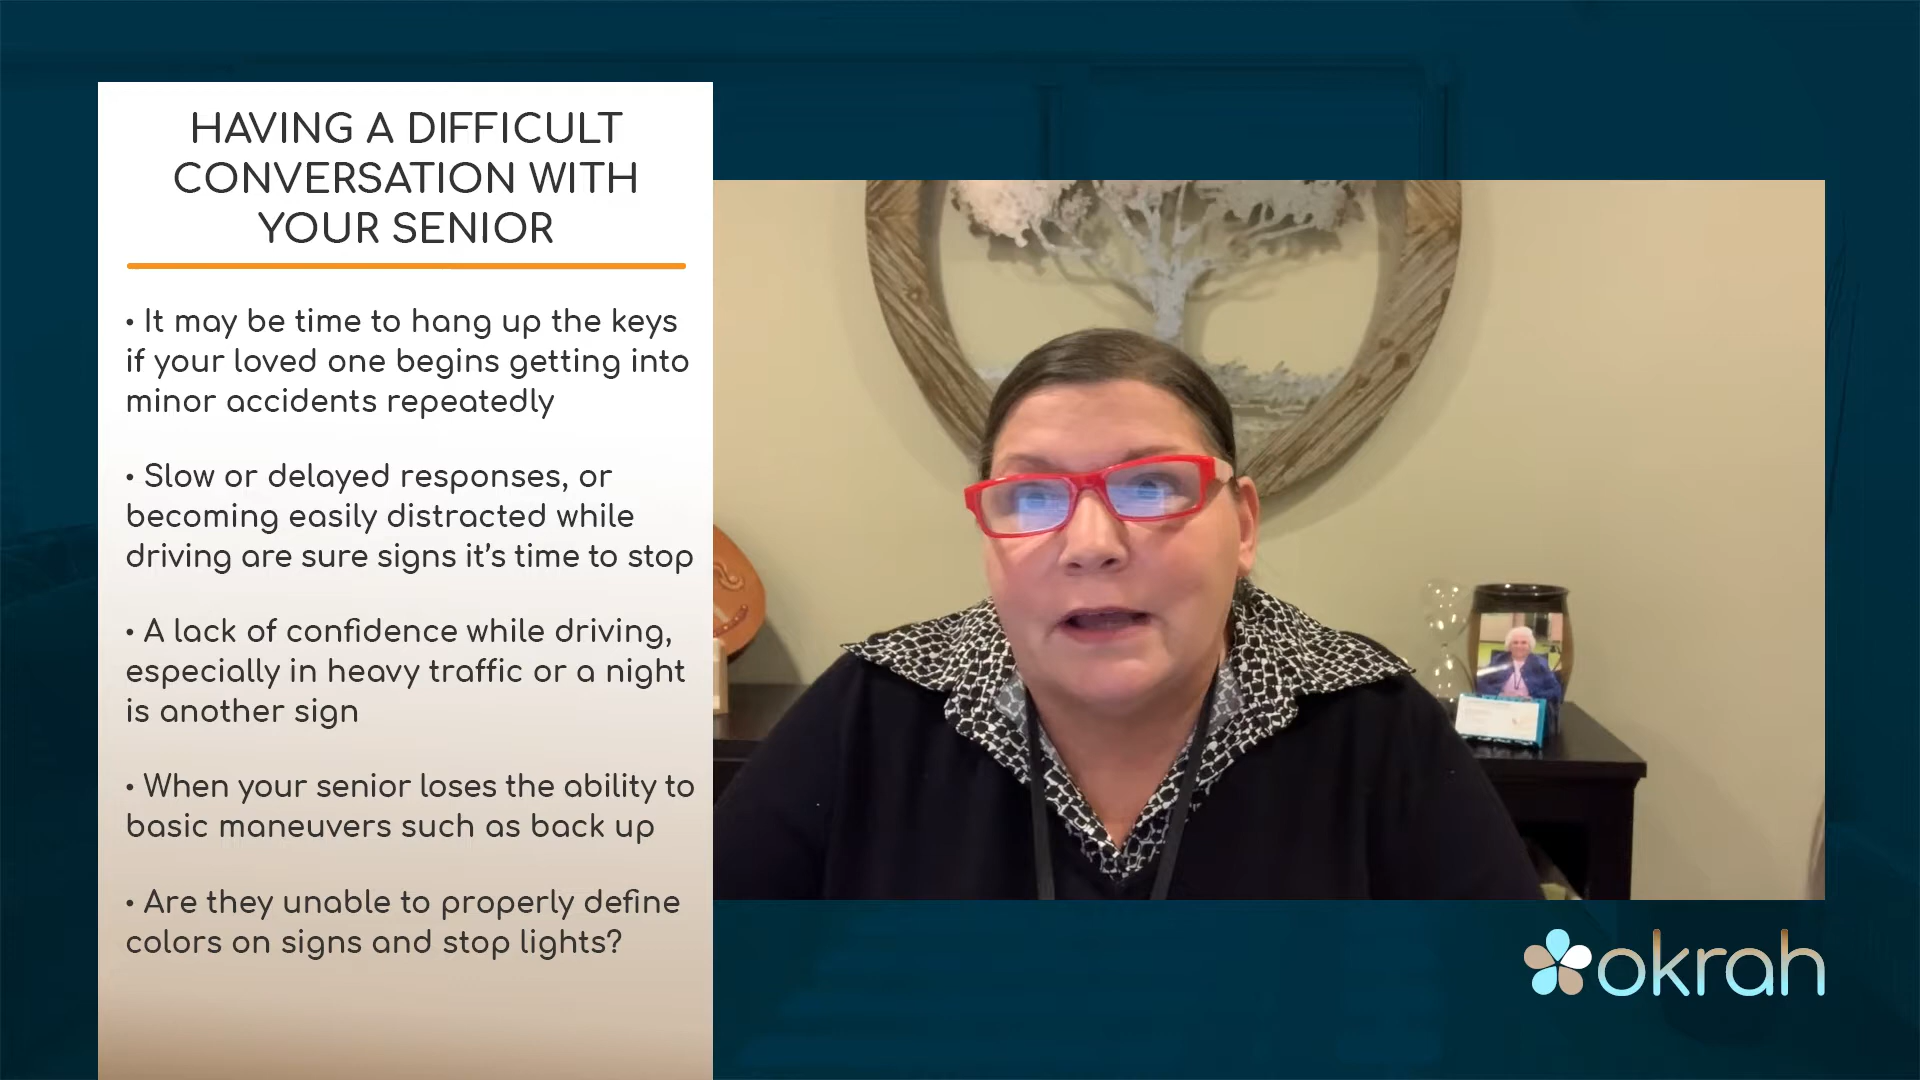 HAVING A DIFFICULT
CONVERSATION WITH
YOUR SENIOR
• It may be time to hang up the keys
if your loved one begins getting into
minor accidents repeatedly
• Slow or delayed responses, or
becoming easily distracted while
driving are sure signs it's time to stop
• A lack of confidence while driving,
especially in heavy traffic or a night
is another sign
• When your senior loses the ability to
basic maneuvers such as back up
• Are they unable to properly define
colors on signs and stop lights?
okrah